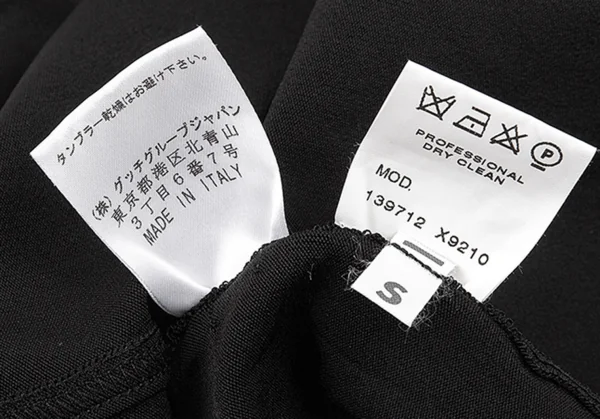 タンブラー乾燥はお避け下さい。
(株)グッチグループジャパン
東京都港区北青山
3丁目6番7号
MADE IN ITALY
P
PROFESSIONAL
DRY CLEAN
MOD.
139712 X9210
S